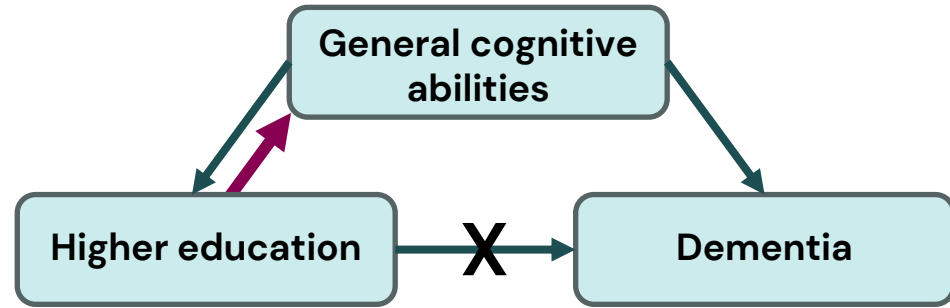 General cognitive
abilities
Higher education
X
Dementia